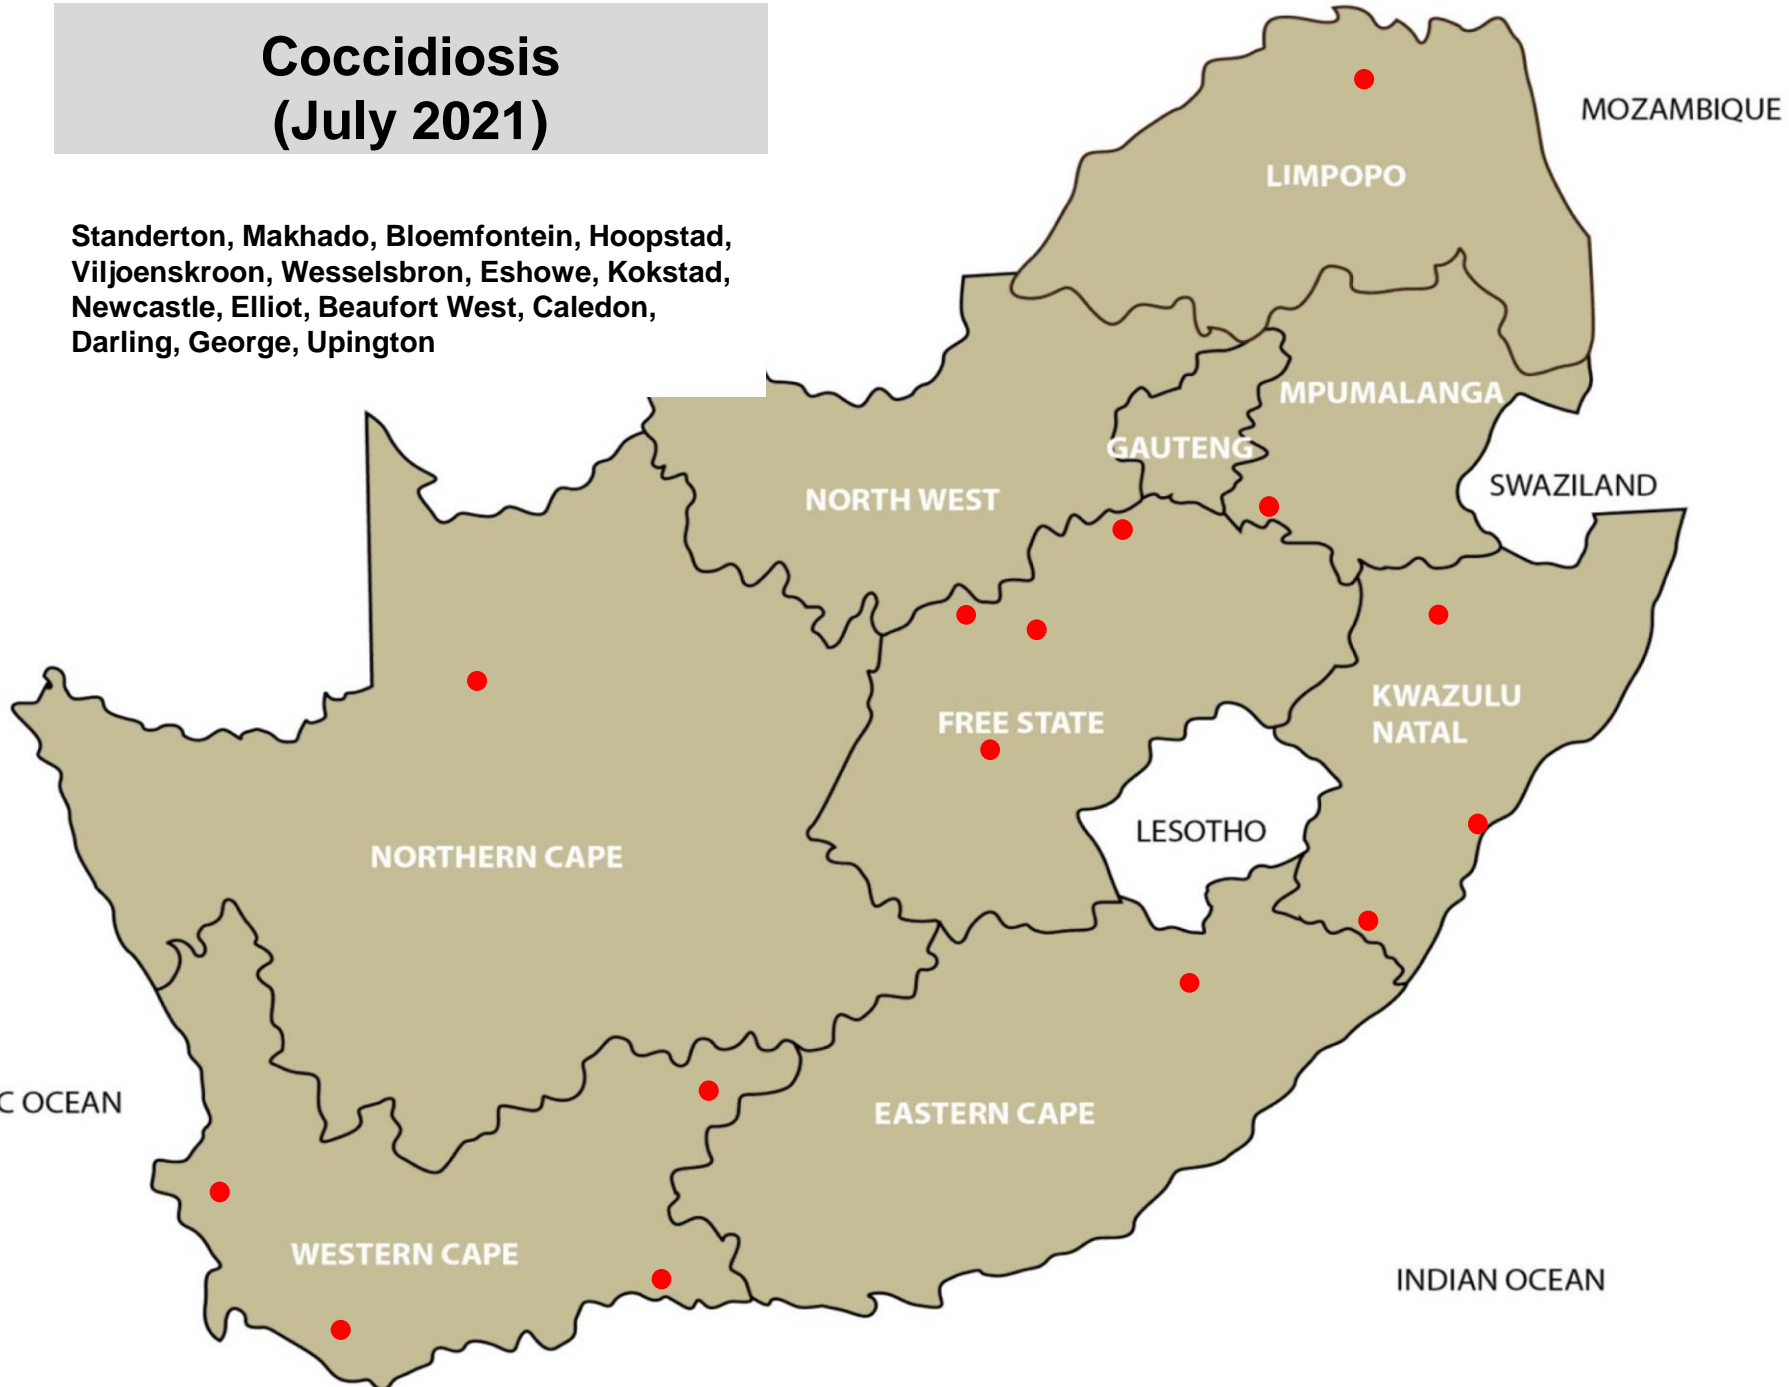 Coccidiosis
(July 2021)
Standerton, Makhado, Bloemfontein, Hoopstad,
Viljoenskroon, Wesselsbron, Eshowe, Kokstad,
Newcastle, Elliot, Beaufort West, Caledon,
Darling, George, Upington
MOZAMBIQUE
LIMPOPO
MPUMALANGA
GAUTENG
SWAZILAND
NORTH WEST
KWAZULU
NATAL
FREE STATE
LESOTHO
NORTHERN CAPE
C OCEAN
EASTERN CAPE
WESTERN CAPE
INDIAN OCEAN